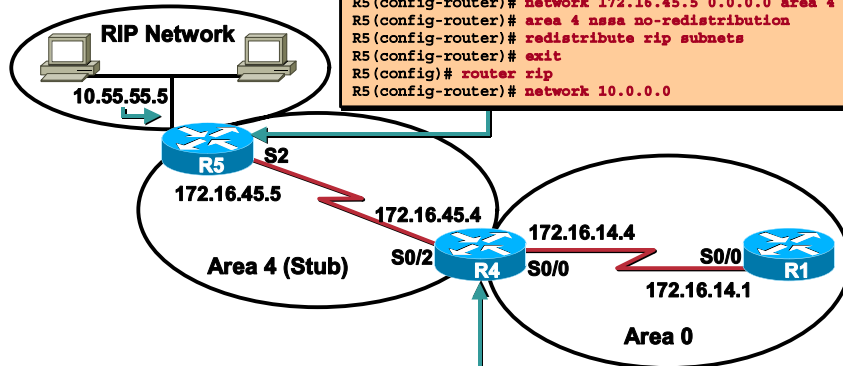 R5(config-router)# network 172.16.45.5 0.0.0.0 area 4
R5(config-router)# area 4 nssa no-redistribution
R5(config-router)# redistribute rip subnets
R5(config-router)# exit
R5(config)# router rip
R5(config-router)# network 10.0.0.0
RIP Network
10.55.55.5
R5
S2
172.16.45.5
172.16.45.4
172.16.14.4
S0/2
R4
S0/0
S0/0
R1
172.16.14.1
Area 4 (Stub)
Area 0